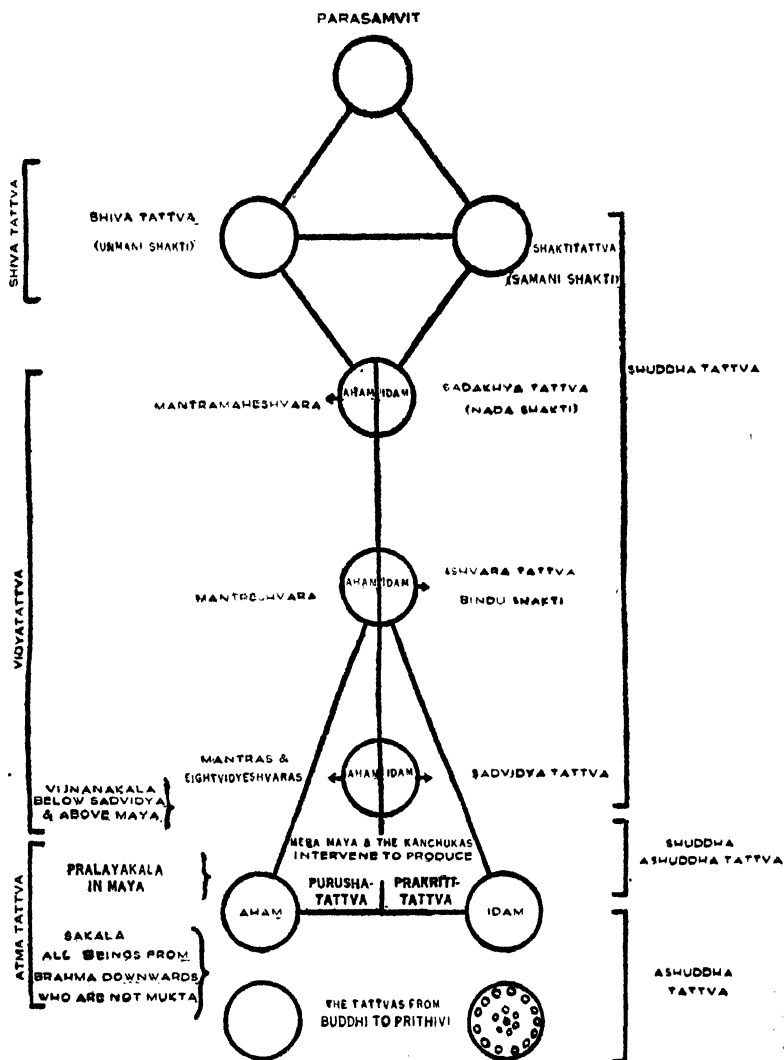 PARASAMVIT
SHIVA TATTVA
SHIVA TATTVA
(UNMANI SHAKTI)
SHAKTITATTVA
(SAMANI SHAKTI)
SHUDDHA TATTVA
AHAM IDAM
MANTRAMAHESHVARA
SADAKHYA TATTVA
(NADA SHAKTI)
VIDYATATTVA
AHAM IDAM
MANTRESHVARA
ISHVARA TATTVA
BINDU SHAKTI
MANTRAS &
EIGHTVIDYESHVARAS
AHAM IDAM
SADVIDYA TATTVA
VIJNANAKALA
BELOW SADVIDYA
& ABOVE MAYA
HERA MAYA & THE KANCHUKAS
INTERVENE TO PRODUCE
SHUDDHA
ASHUDDHA TATTVA
ATMA TATTVA
PRALAYAKALA
IN MAYA
PURUSHA-
TATTVA
PRAKRITI-
TATTVA
AHAM
IDAM
SAKALA
ALL BEINGS FROM
BRAHMA DOWNWARDS
WHO ARE NOT MUKTA
THE TATTVAS FROM
BUDDHI TO PRITHIVI
ASHUDDHA
TATTVA